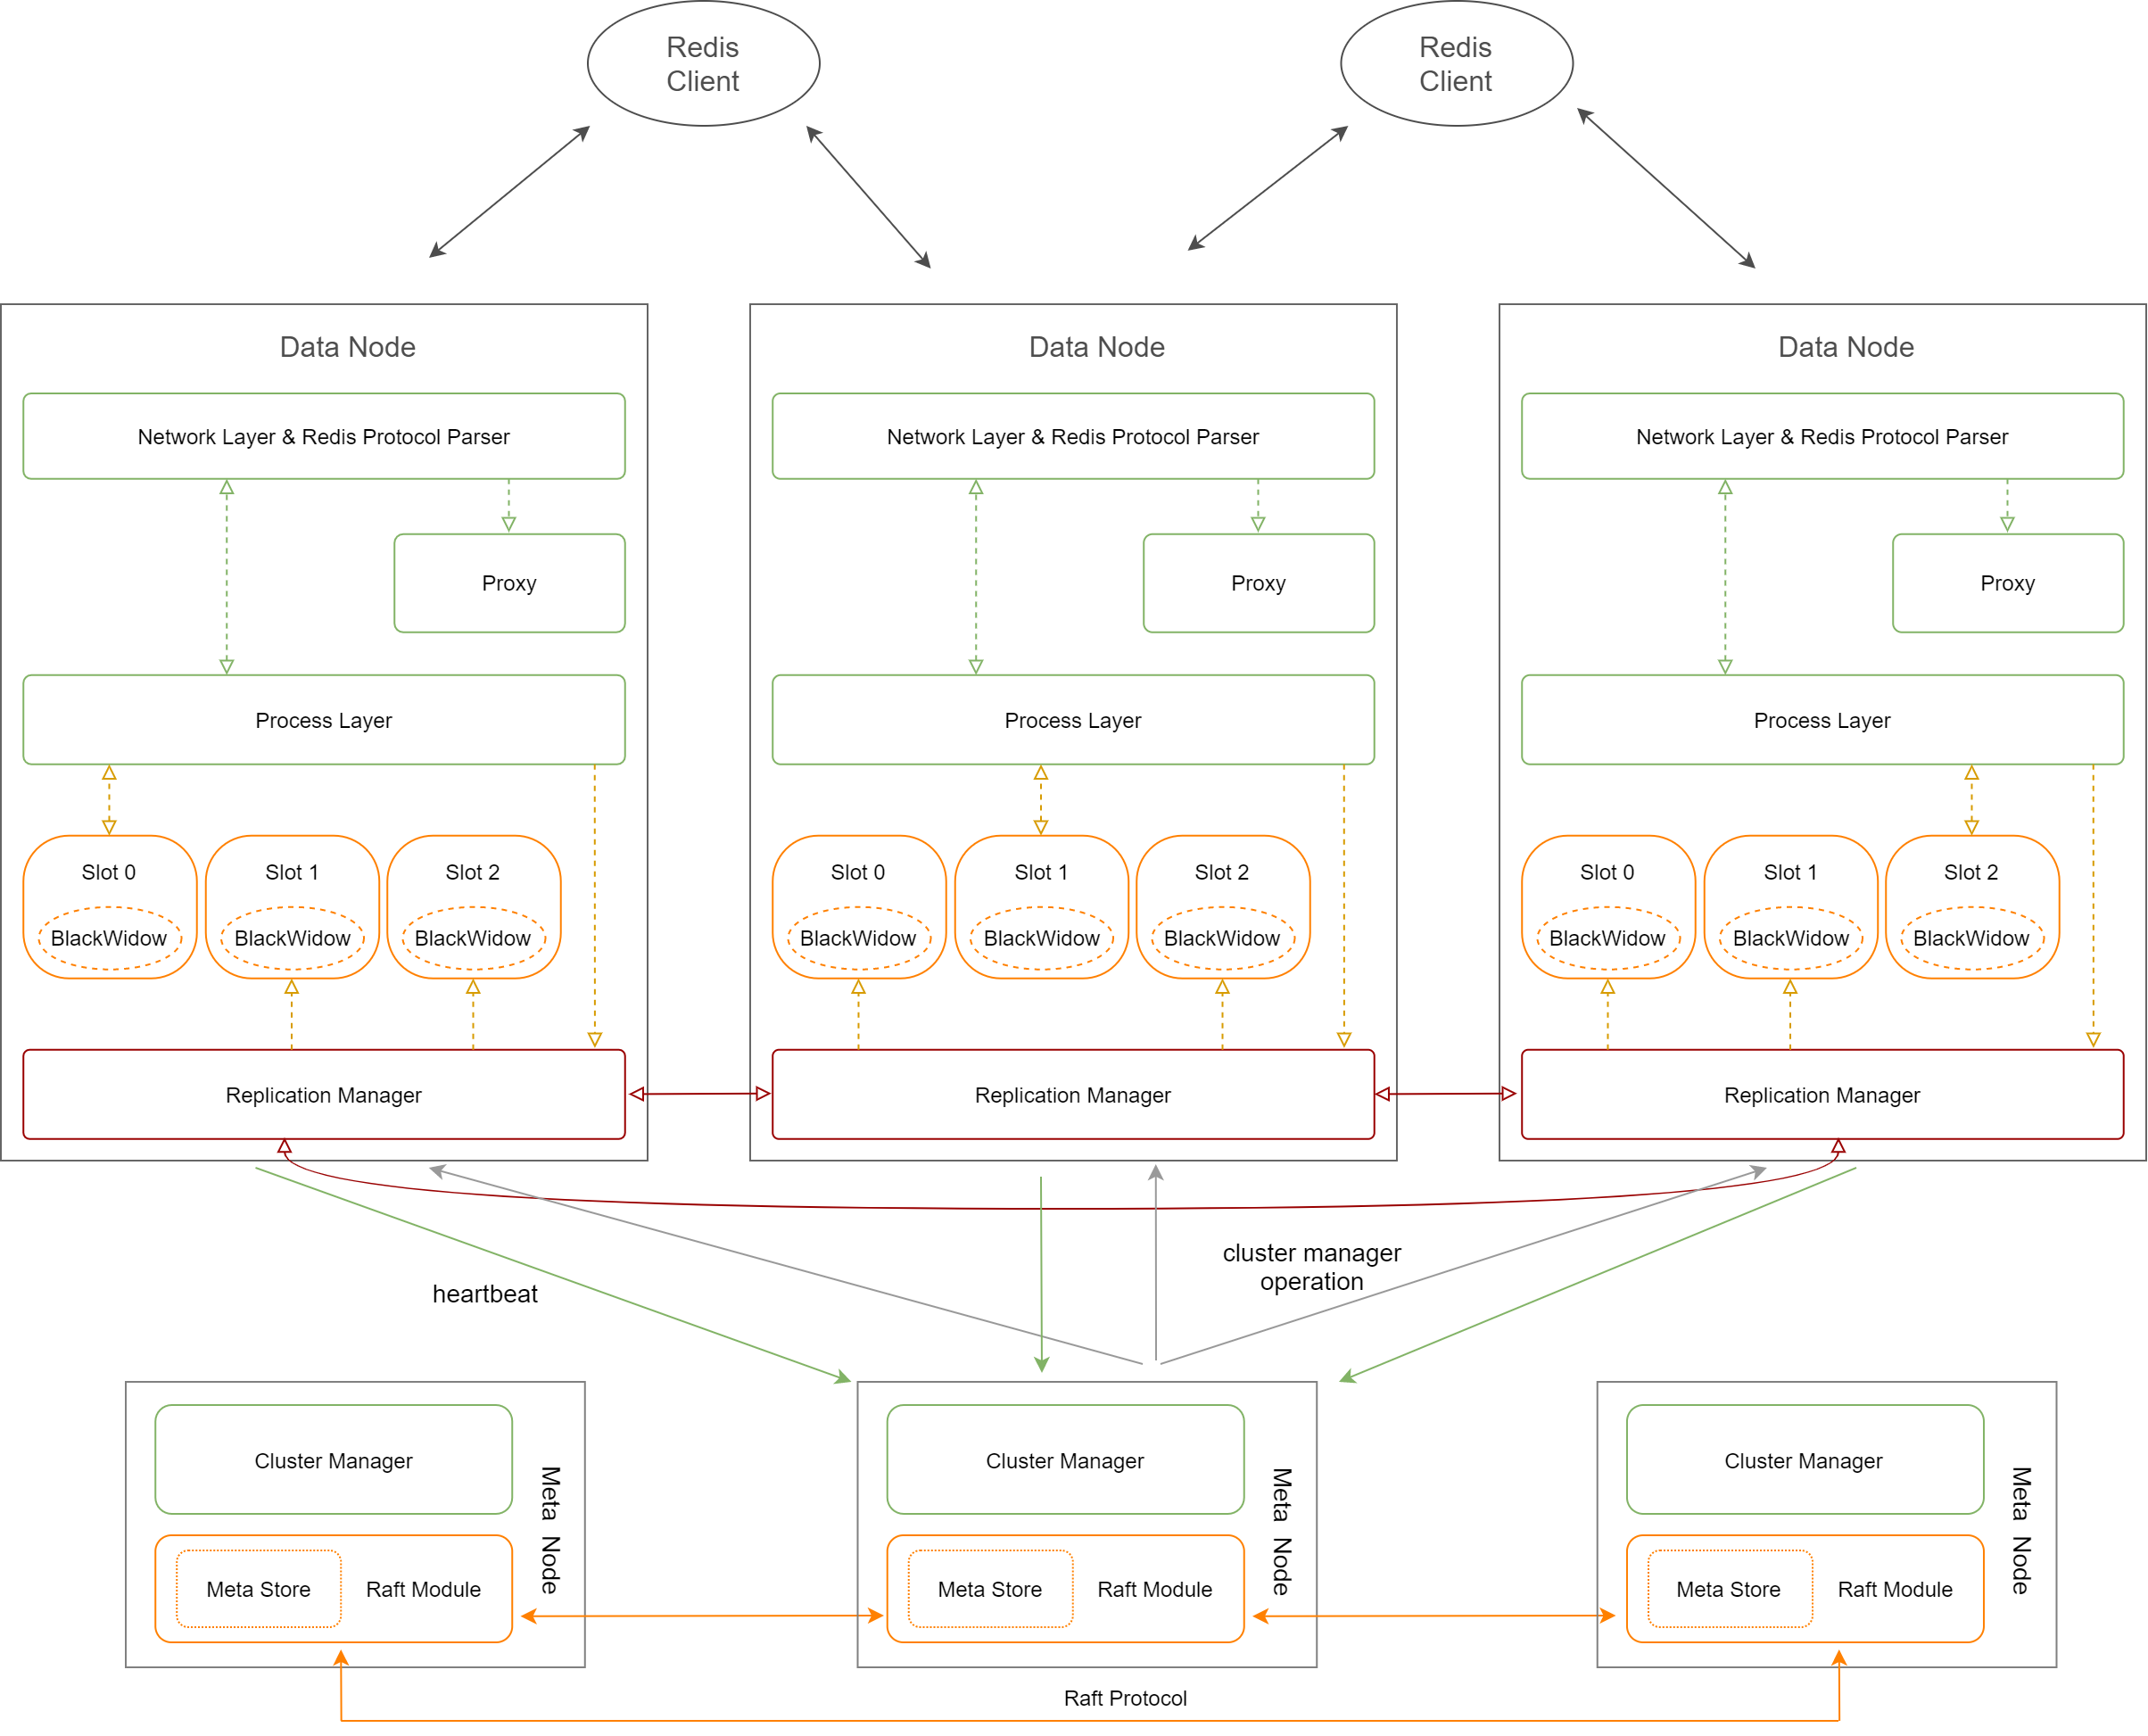 Redis
Client
Redis
Client
Data Node
Data Node
Data Node
Network Layer & Redis Protocol Parser
Network Layer & Redis Protocol Parser
Network Layer & Redis Protocol Parser
Proxy
Proxy
Proxy
Process Layer
Process Layer
Process Layer
Slot 0
Slot 1
Slot 2
Slot 0
Slot 1
Slot 2
Slot 0
Slot 1
Slot 2
BlackWidow
BlackWidow
BlackWidow
BlackWidow
BlackWidow
BlackWidow
BlackWidow
BlackWidow
BlackWidow
Replication Manager
Replication Manager
Replication Manager
cluster manager
operation
heartbeat
Cluster Manager
Meta Node
Cluster Manager
Meta Node
Cluster Manager
Meta Node
Meta Store
Raft Module
Meta Store
Raft Module
Meta Store
Raft Module
Raft Protocol